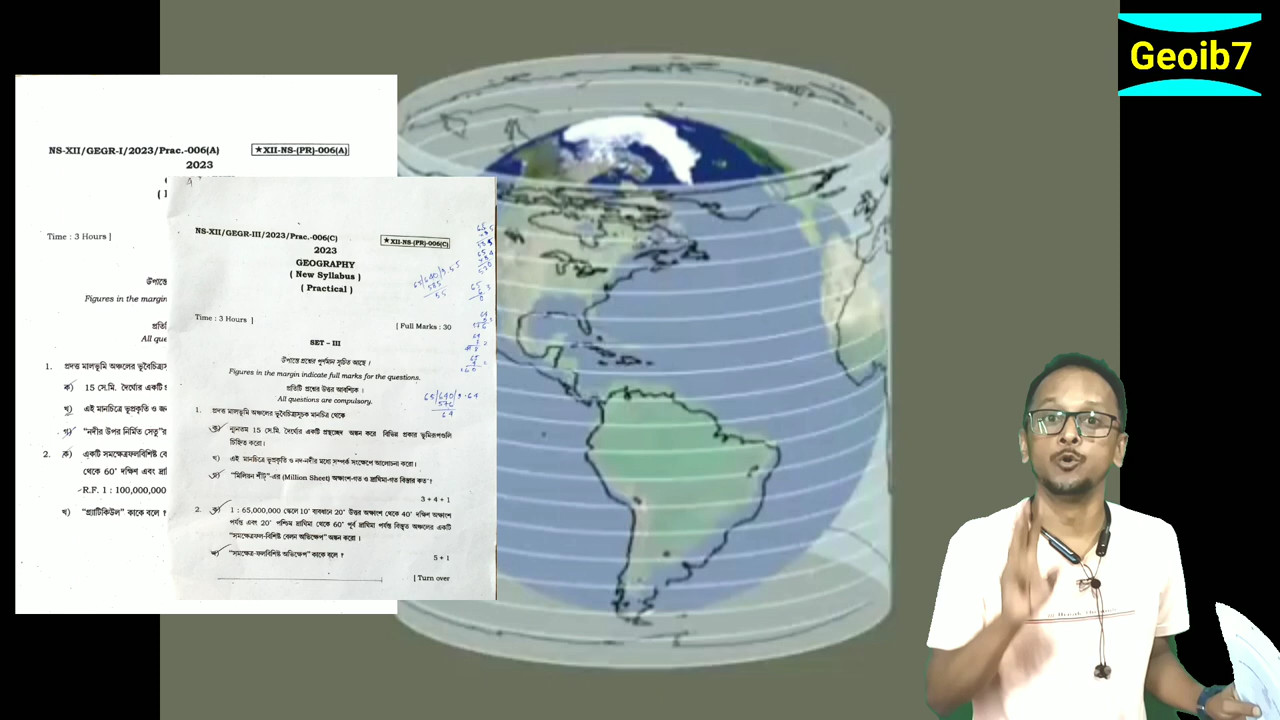 Geoib7
NS-XII/GEGR-I/2023/Prac.-006(A)
★XII-NS-(PR)-006(A)
2023
Time : 3 Hours |
উপান্তে
Figures in the margin
প্রতি
All que
1. প্রদত্ত মালভূমি অঞ্চলের ভূবৈচিত্র্যস
ক) 15 সে.মি. দৈর্ঘ্যের একটি
খ) এই মানচিত্রে ভূপ্রকৃতি ও জন
গ) "নদীর উপর নির্মিত সেতু"র
2. ক) একটি সমক্ষেত্রফলবিশিষ্ট বে
থেকে 60° দক্ষিণ এবং দ্রা
R.F. 1 : 100,000,000
খ) "গ্র্যাটিকিউল" কাকে বলে ?
NS-XII/GEGR-III/2023/Prac.-006(C)
★XII-NS-(PR)-006(C)
2023
GEOGRAPHY
( New Syllabus )
( Practical )
Time : 3 Hours |
| Full Marks : 30
SET – III
উপান্তে প্রশ্নের পূর্ণমান সূচিত আছে ।
Figures in the margin indicate full marks for the questions.
প্রতিটি প্রশ্নের উত্তর আবশ্যিক ।
All questions are compulsory.
1. প্রদত্ত মালভূমি অঞ্চলের ভূবৈচিত্র্যসূচক মানচিত্র থেকে
ক) ন্যূনতম 15 সে.মি. দৈর্ঘ্যের একটি প্রস্থচ্ছেদ অঙ্কন করে বিভিন্ন প্রকার ভূমিরূপগুলি
চিহ্নিত করো।
খ) এই মানচিত্রে ভূপ্রকৃতি ও নদ-নদীর মধ্যে সম্পর্ক সংক্ষেপে আলোচনা করো।
গ) "মিলিয়ন শীট্"-এর (Million Sheet) অক্ষাংশ-গত ও দ্রাঘিমা-গত বিস্তার কত?
3 + 4 + 1
2. ক) 1 : 65,000,000 স্কেলে 10° ব্যবধানে 20° উত্তর অক্ষাংশ থেকে 40° দক্ষিণ অক্ষাংশ
পর্যন্ত এবং 20° পশ্চিম দ্রাঘিমা থেকে 60° পূর্ব দ্রাঘিমা পর্যন্ত বিস্তৃত অঞ্চলের একটি
"সমক্ষেত্রফল-বিশিষ্ট বেলন অভিক্ষেপ" অঙ্কন করো ।
খ) "সমক্ষেত্র-ফলবিশিষ্ট অভিক্ষেপ" কাকে বলে ?
5 + 1
| Turn over